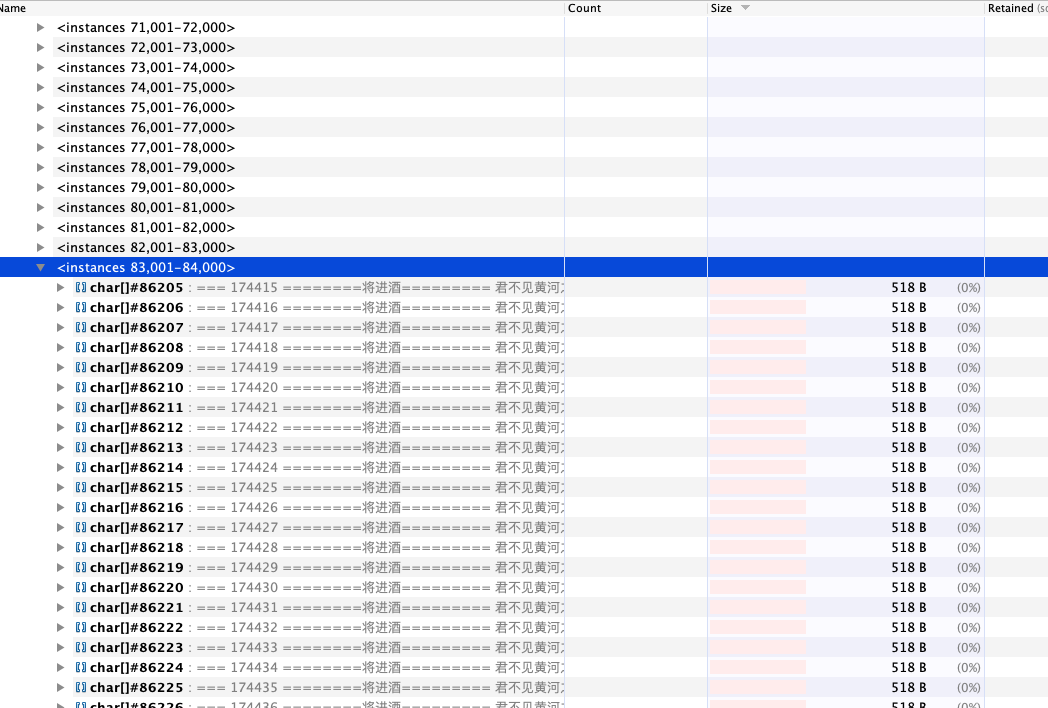 Name Count Size Retained (sc
<instances 71,001–72,000>
<instances 72,001–73,000>
<instances 73,001–74,000>
<instances 74,001–75,000>
<instances 75,001–76,000>
<instances 76,001–77,000>
<instances 77,001–78,000>
<instances 78,001–79,000>
<instances 79,001–80,000>
<instances 80,001–81,000>
<instances 81,001–82,000>
<instances 82,001–83,000>
<instances 83,001–84,000>
char[]#86205 : === 174415 ========将进酒========= 君不见黄河 518 B (0%)
char[]#86206 : === 174416 ========将进酒========= 君不见黄河 518 B (0%)
char[]#86207 : === 174417 ========将进酒========= 君不见黄河 518 B (0%)
char[]#86208 : === 174418 ========将进酒========= 君不见黄河 518 B (0%)
char[]#86209 : === 174419 ========将进酒========= 君不见黄河 518 B (0%)
char[]#86210 : === 174420 ========将进酒========= 君不见黄河 518 B (0%)
char[]#86211 : === 174421 ========将进酒========= 君不见黄河 518 B (0%)
char[]#86212 : === 174422 ========将进酒========= 君不见黄河 518 B (0%)
char[]#86213 : === 174423 ========将进酒========= 君不见黄河 518 B (0%)
char[]#86214 : === 174424 ========将进酒========= 君不见黄河 518 B (0%)
char[]#86215 : === 174425 ========将进酒========= 君不见黄河 518 B (0%)
char[]#86216 : === 174426 ========将进酒========= 君不见黄河 518 B (0%)
char[]#86217 : === 174427 ========将进酒========= 君不见黄河 518 B (0%)
char[]#86218 : === 174428 ========将进酒========= 君不见黄河 518 B (0%)
char[]#86219 : === 174429 ========将进酒========= 君不见黄河 518 B (0%)
char[]#86220 : === 174430 ========将进酒========= 君不见黄河 518 B (0%)
char[]#86221 : === 174431 ========将进酒========= 君不见黄河 518 B (0%)
char[]#86222 : === 174432 ========将进酒========= 君不见黄河 518 B (0%)
char[]#86223 : === 174433 ========将进酒========= 君不见黄河 518 B (0%)
char[]#86224 : === 174434 ========将进酒========= 君不见黄河 518 B (0%)
char[]#86225 : === 174435 ========将进酒========= 君不见黄河 518 B (0%)
char[]#86226 : === 174436 ========将进酒========= 君不见黄河 518 B (0%)